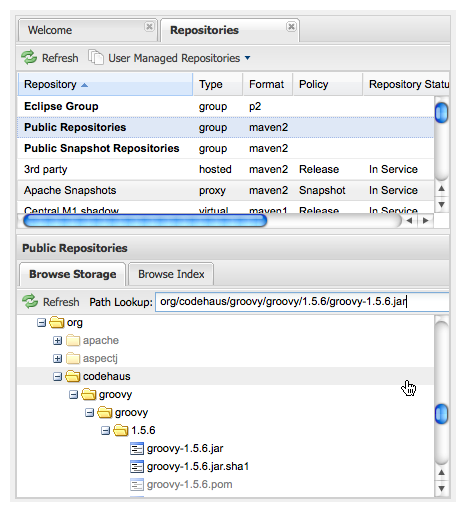 Welcome Repositories
Refresh User Managed Repositories
Repository Type Format Policy Repository Statu
Eclipse Group group p2
Public Repositories group maven2
Public Snapshot Repositories group maven2
3rd party hosted maven2 Release In Service
Apache Snapshots proxy maven2 Snapshot In Service
Central M1 shadow virtual maven1 Release In Service
Public Repositories
Browse Storage Browse Index
Refresh Path Lookup: org/codehaus/groovy/groovy/1.5.6/groovy-1.5.6.jar
org
apache
aspectj
codehaus
groovy
groovy
1.5.6
groovy-1.5.6.jar
groovy-1.5.6.jar.sha1
groovy-1.5.6.pom